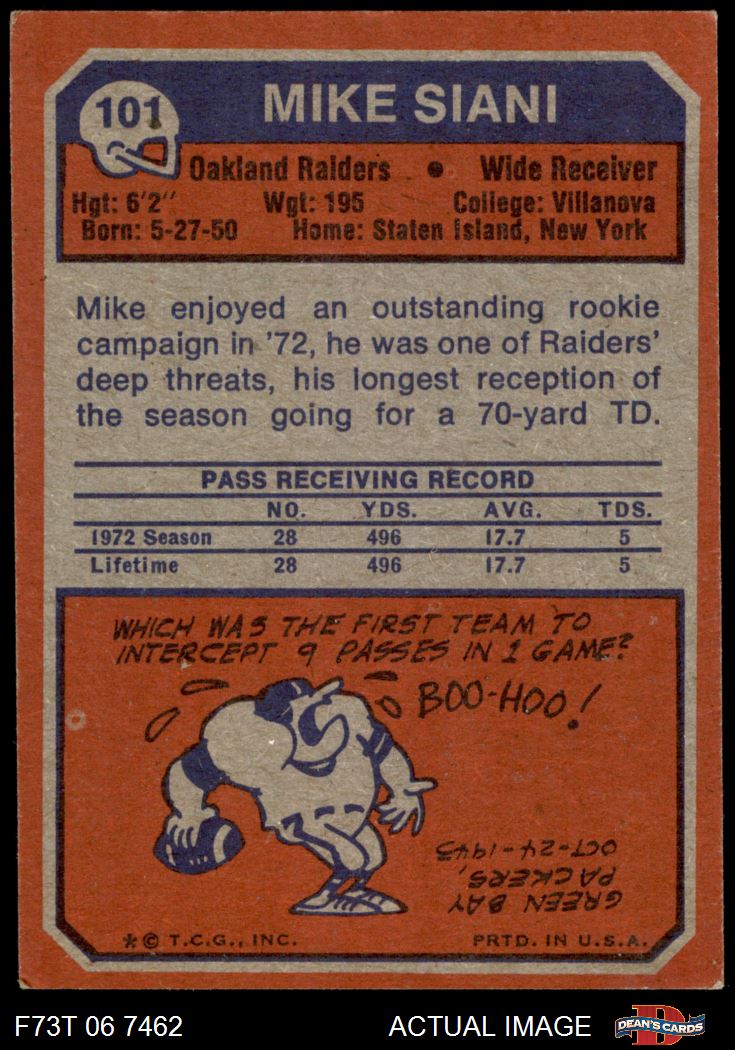 101
MIKE SIANI
Oakland Raiders • Wide Receiver
Hgt: 6'2" Wgt: 195 College: Villanova
Born: 5-27-50 Home: Staten Island, New York
Mike enjoyed an outstanding rookie
campaign in '72, he was one of Raiders'
deep threats, his longest reception of
the season going for a 70-yard TD.
PASS RECEIVING RECORD
NO. YDS. AVG. TDS.
1972 Season 28 496 17.7 5
Lifetime 28 496 17.7 5
WHICH WAS THE FIRST TEAM TO
INTERCEPT 9 PASSES IN 1 GAME?
BOO-HOO!
GREEN BAY
PACKERS,
OCT-24-1943
* © T.C.G., INC. PRTD. IN U.S.A.
F73T 06 7462 ACTUAL IMAGE
D
DEAN'S CARDS